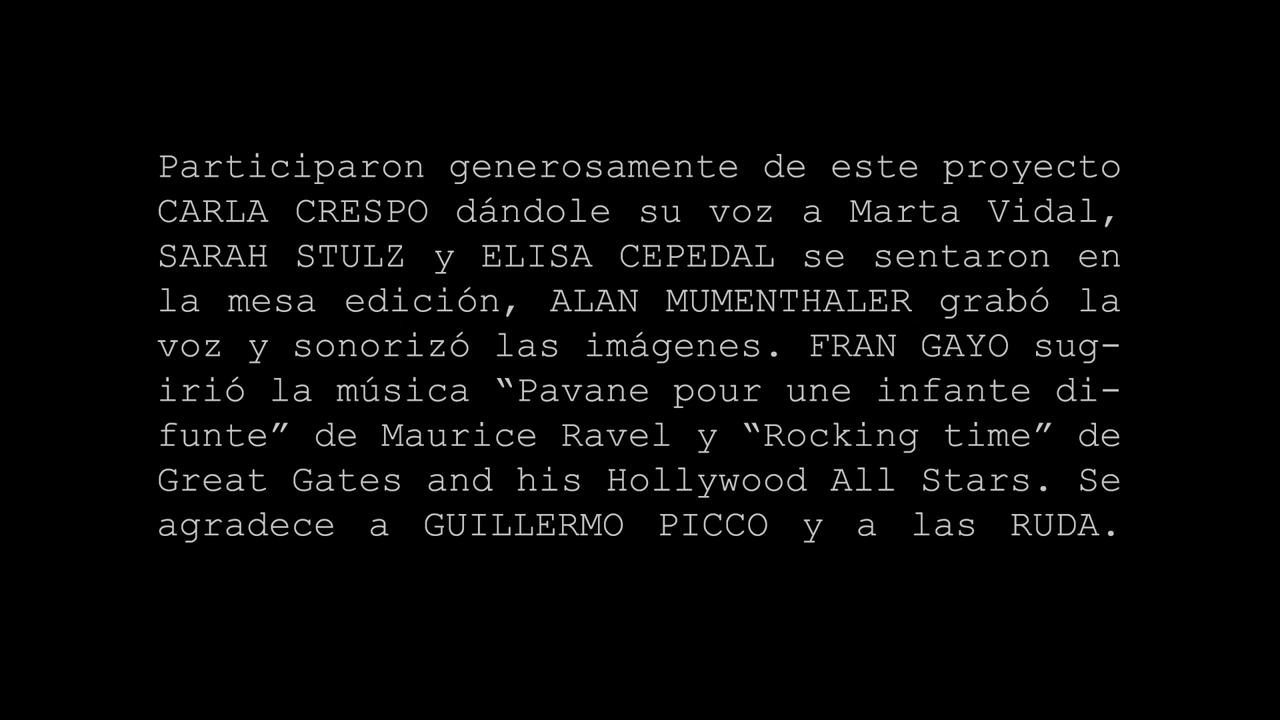 Participaron generosamente de este proyecto
CARLA CRESPO dándole su voz a Marta Vidal,
SARAH STULZ y ELISA CEPEDAL se sentaron en
la mesa edición, ALAN MUMENTHALER grabó la
voz y sonorizó las imágenes. FRAN GAYO sug-
irió la música “Pavane pour une infante di-
funte” de Maurice Ravel y “Rocking time” de
Great Gates and his Hollywood All Stars. Se
agradece a GUILLERMO PICCO y a las RUDA.